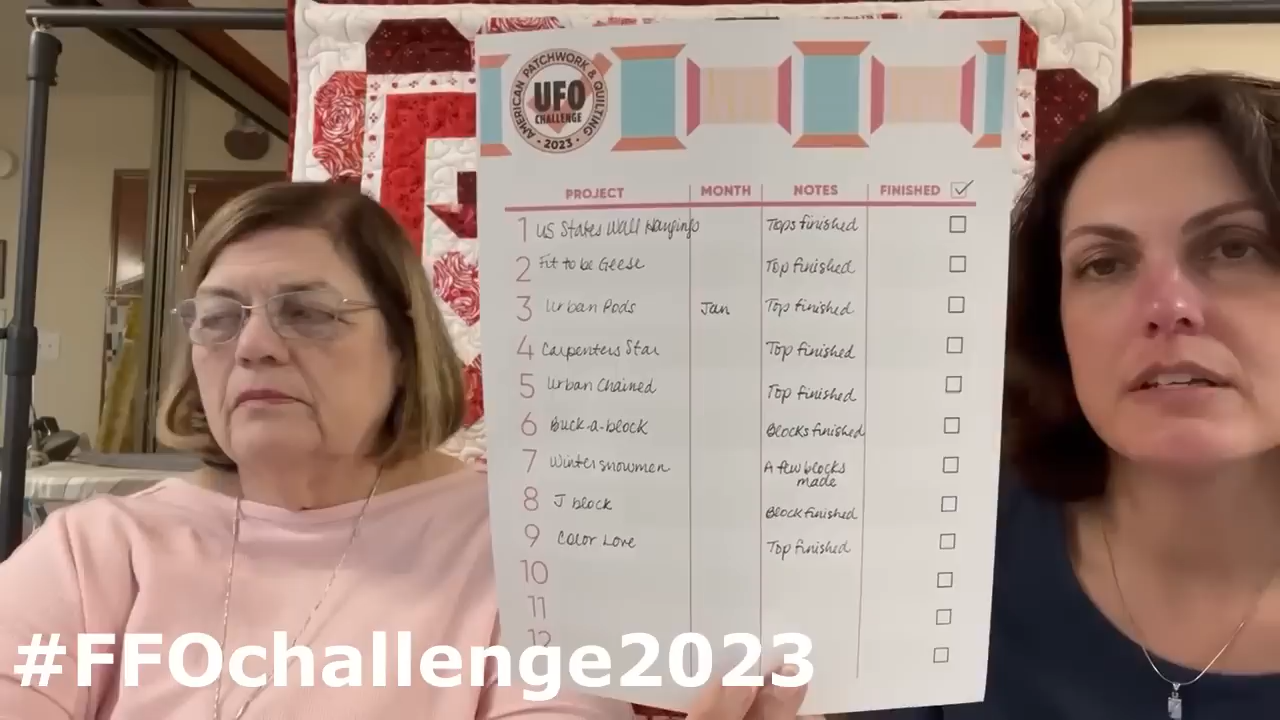 AMERICAN PATCHWORK & QUILTING
UFO
CHALLENGE
• 2023 •
PROJECT MONTH NOTES FINISHED
1 US States Wall Hangings Tops finished
2 Fit to be Geese Top finished
3 Urban Pods Jan Top finished
4 Carpenters Star Top finished
5 Urban Chained Top finished
6 Buck-a-block Blocks finished
7 Winter snowmen A few blocks
made
8 J block Block finished
9 Color Love Top finished
10
11
12
#FFOchallenge2023